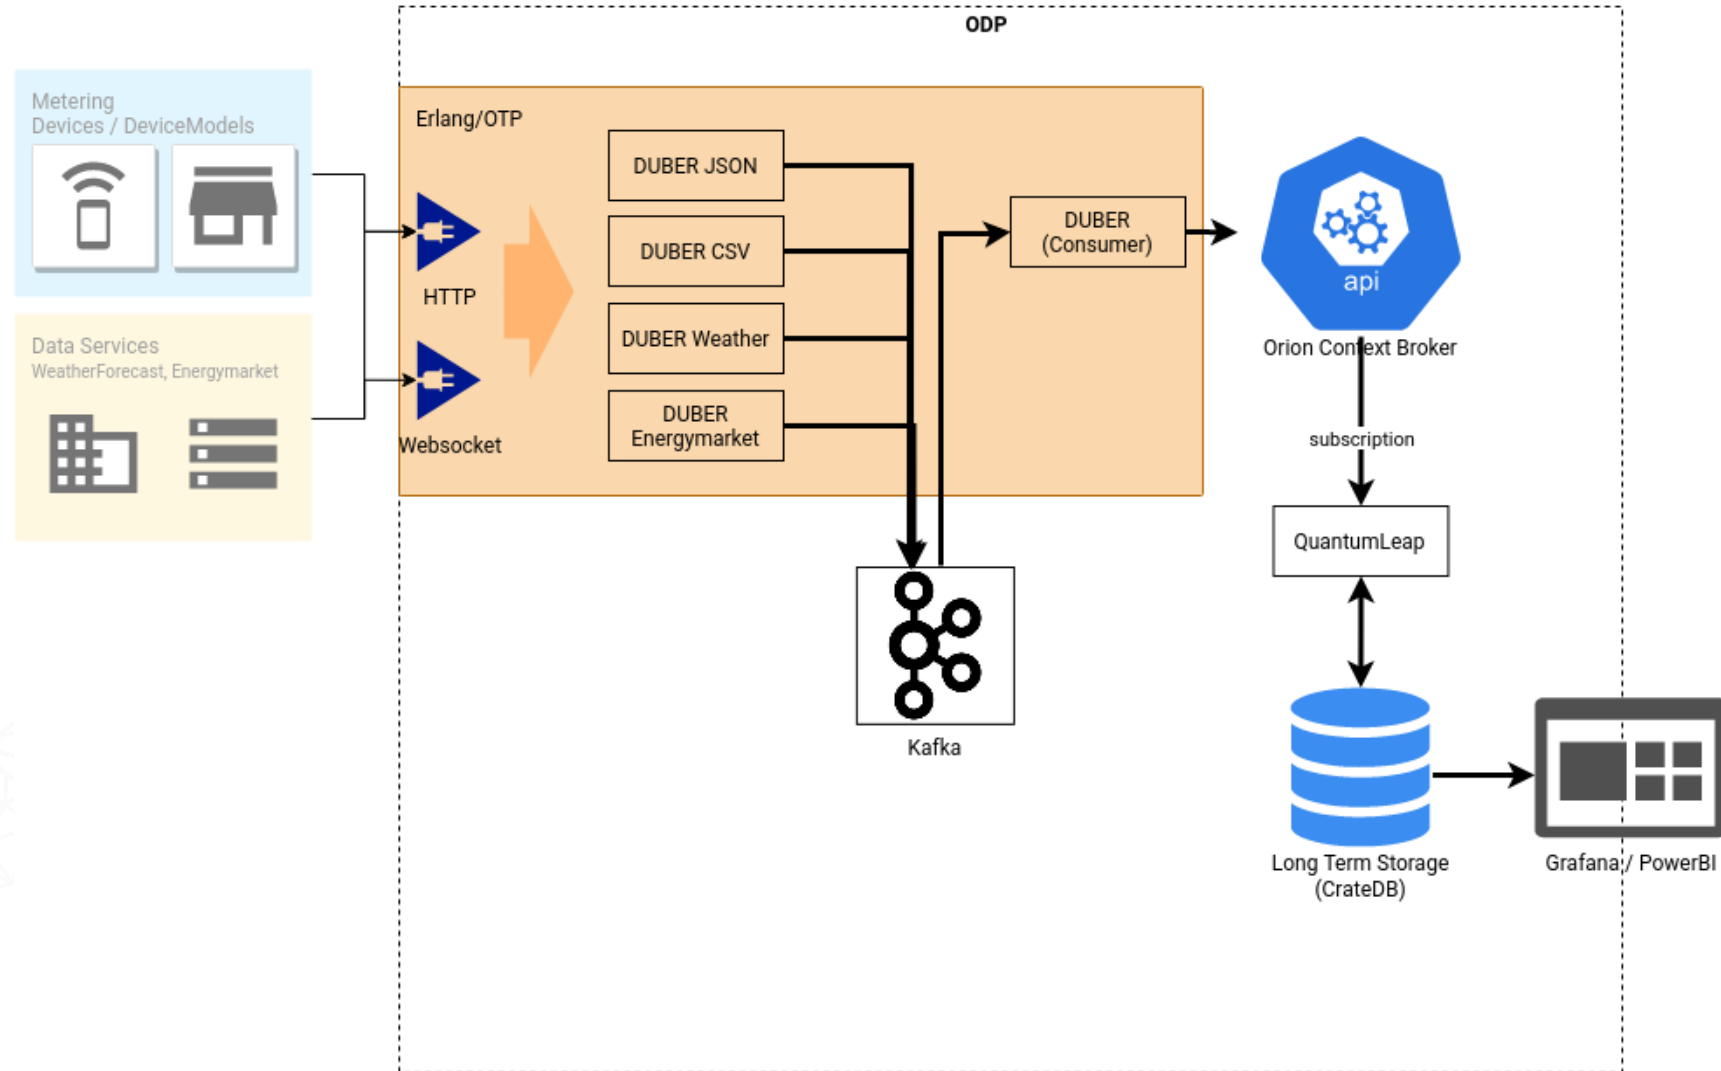 ODP
Metering
Devices / DeviceModels
Data Services
WeatherForecast, Energymarket
Erlang/OTP
HTTP
Websocket
DUBER JSON
DUBER CSV
DUBER Weather
DUBER
Energymarket
DUBER
(Consumer)
Kafka
api
Orion Context Broker
subscription
QuantumLeap
Long Term Storage
(CrateDB)
Grafana / PowerBI